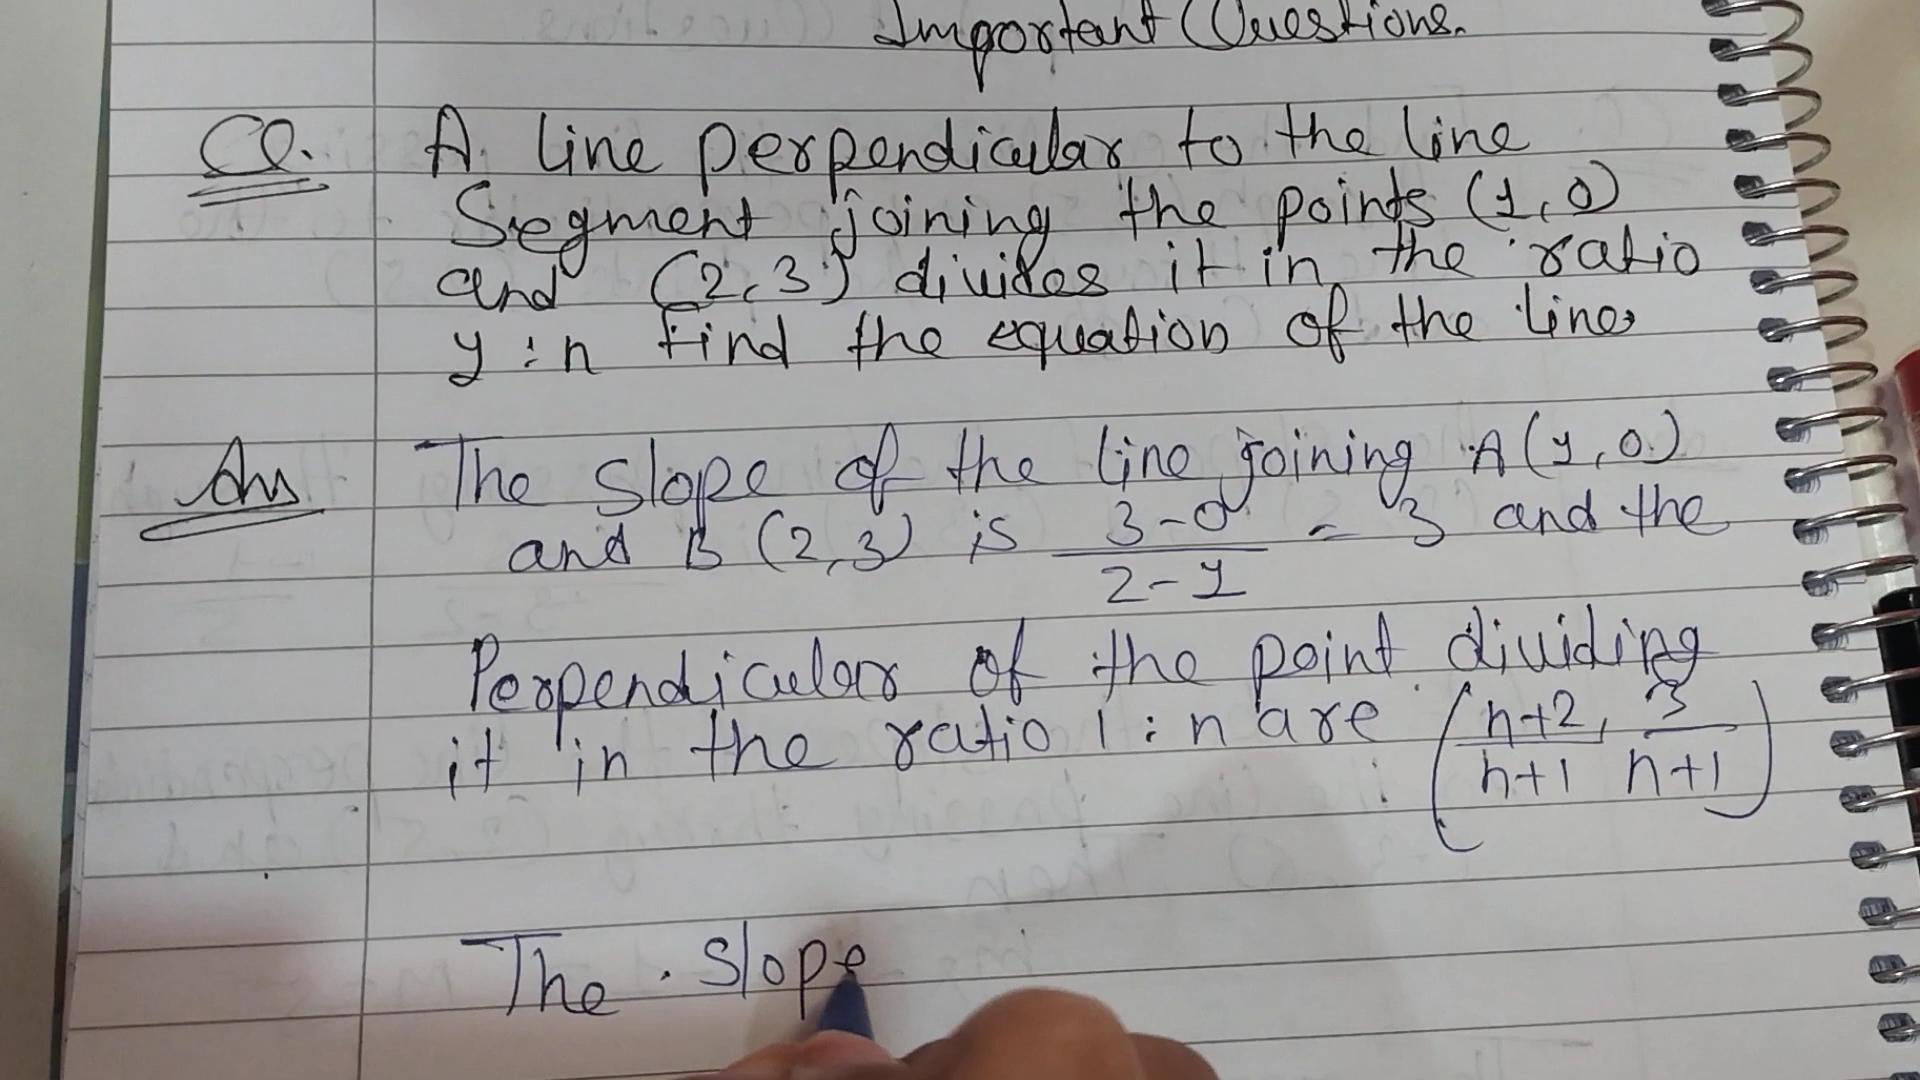 Important Questions.
CQ. A line perpendicular to the line
Segment joining the points (1, 0)
and (2, 3) divides it in the ratio
1 : n find the equation of the line.
Ans The slope of the line joining A (1, 0)
and B (2, 3) is 3-0 / 2-1 = 3 and the
Perpendicular of the point dividing
it in the ratio 1 : n are (n+2 / n+1, 3 / n+1)
The slope